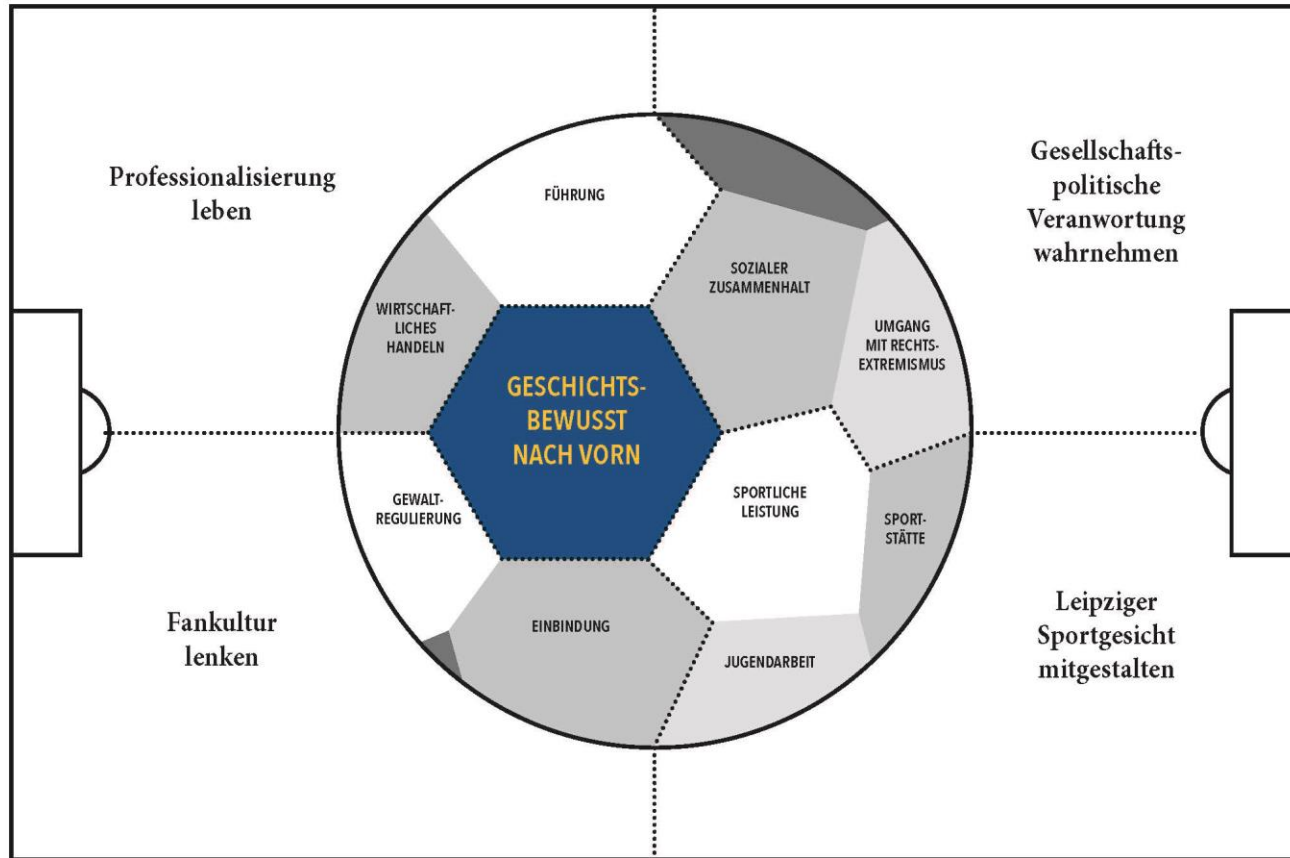 Professionalisierung
leben
FÜHRUNG
WIRTSCHAFT-
LICHES
HANDELN
Gesellschafts-
politische
Veranwortung
wahrnehmen
SOZIALER
ZUSAMMENHALT
UMGANG
MIT RECHTS-
EXTREMISMUS
GESCHICHTS-
BEWUSST
NACH VORN
GEWALT-
REGULIERUNG
EINBINDUNG
Fankultur
lenken
SPORTLICHE
LEISTUNG
SPORT-
STÄTTE
JUGENDARBEIT
Leipziger
Sportgesicht
mitgestalten